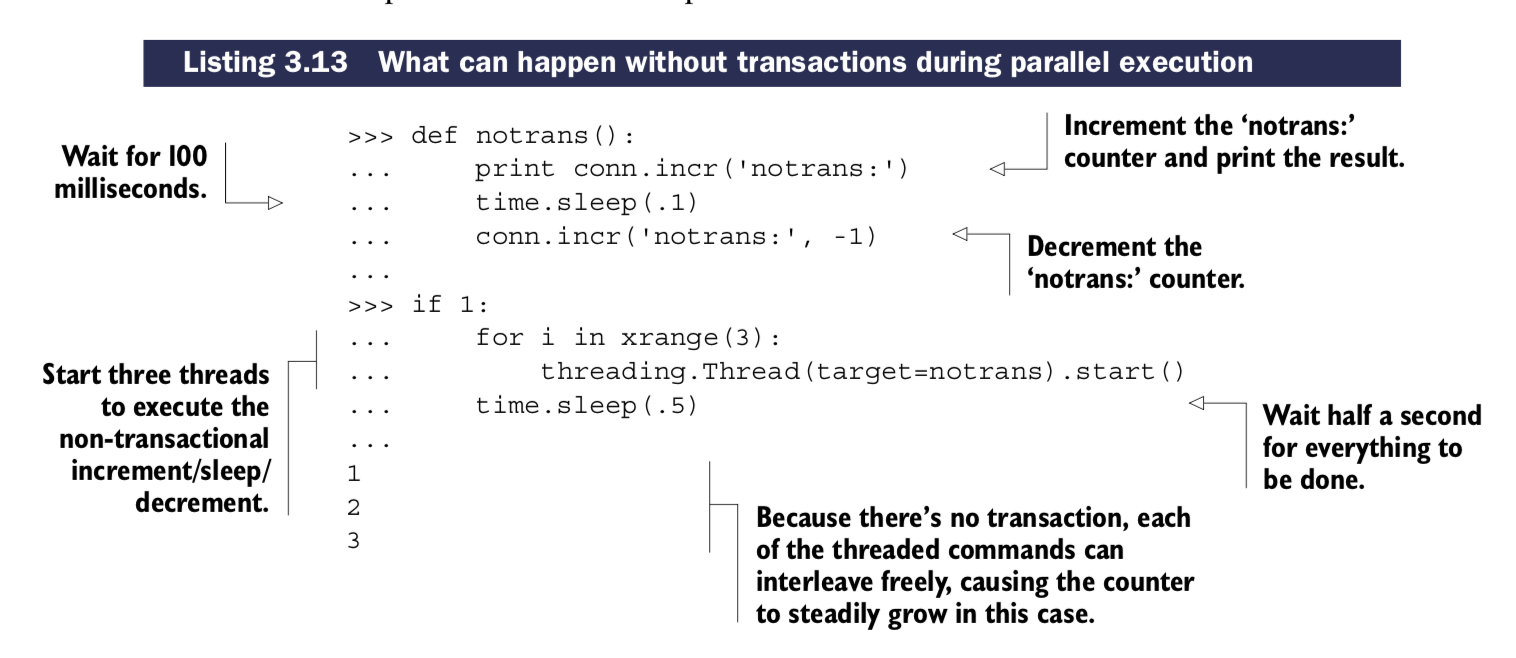 Listing 3.13 What can happen without transactions during parallel execution
>>> def notrans():
... print conn.incr('notrans:')
... time.sleep(.1)
... conn.incr('notrans:', -1)
...
>>> if 1:
... for i in xrange(3):
... threading.Thread(target=notrans).start()
... time.sleep(.5)
...
1
2
3
Wait for 100
milliseconds.
Increment the ‘notrans:’
counter and print the result.
Decrement the
‘notrans:’ counter.
Start three threads
to execute the
non-transactional
increment/sleep/
decrement.
Wait half a second
for everything to
be done.
Because there’s no transaction, each
of the threaded commands can
interleave freely, causing the counter
to steadily grow in this case.